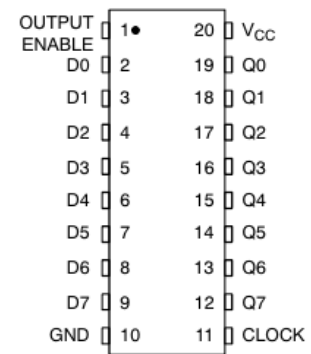 OUTPUT
ENABLE 1 20 VCC
D0 2 19 Q0
D1 3 18 Q1
D2 4 17 Q2
D3 5 16 Q3
D4 6 15 Q4
D5 7 14 Q5
D6 8 13 Q6
D7 9 12 Q7
GND 10 11 CLOCK